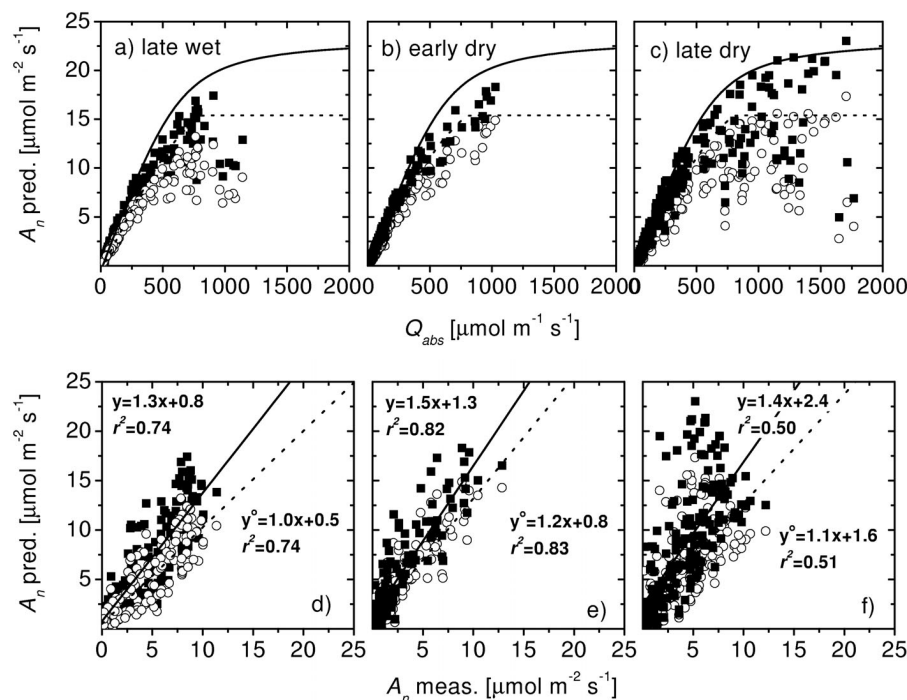 a) late wet
b) early dry
c) late dry
A_n pred. [μmol m⁻² s⁻¹]
25
20
15
10
5
0
0 500 1000 1500 2000
0 500 1000 1500 2000
0 500 1000 1500 2000
Q_abs [μmol m⁻¹ s⁻¹]
y=1.3x+0.8
r²=0.74
y°=1.0x+0.5
r²=0.74
d)
y=1.5x+1.3
r²=0.82
y°=1.2x+0.8
r²=0.83
e)
y=1.4x+2.4
r²=0.50
y°=1.1x+1.6
r²=0.51
f)
A_n pred. [μmol m⁻² s⁻¹]
25
20
15
10
5
0 5 10 15 20 25
0 5 10 15 20 25
0 5 10 15 20 25
A_n meas. [μmol m⁻² s⁻¹]